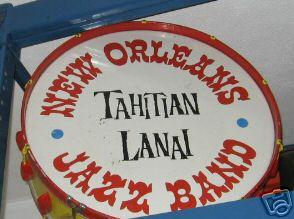 NEW ORLEANS
TAHITIAN
LANAI
JAZZ BAND